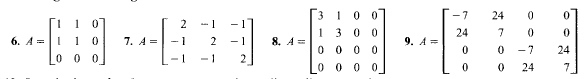 6. A = [1 1 0; 1 1 0; 0 0 0]
7. A = [2 -1 -1; -1 2 -1; -1 -1 2]
8. A = [3 1 0 0; 1 3 0 0; 0 0 0 0; 0 0 0 0]
9. A = [-7 24 0 0; 24 7 0 0; 0 0 -7 24; 0 0 24 7]